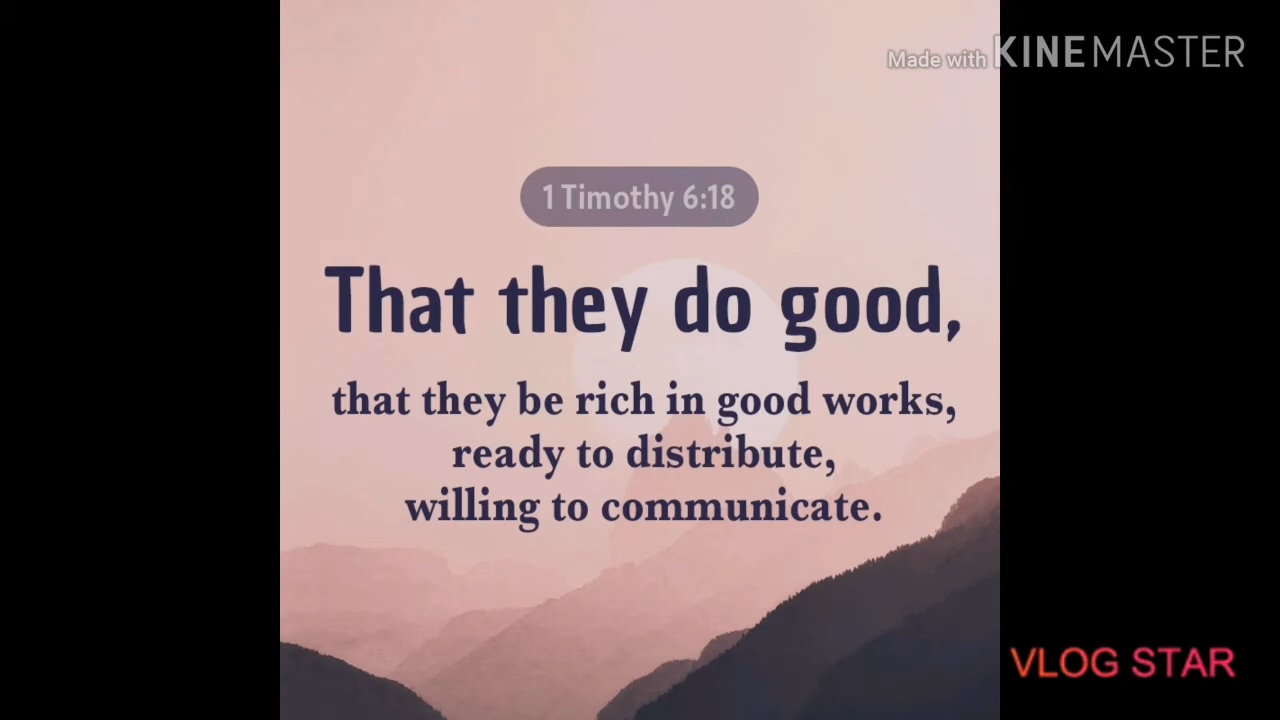 Made with KINEMASTER
1 Timothy 6:18
That they do good,
that they be rich in good works,
ready to distribute,
willing to communicate.
VLOG STAR